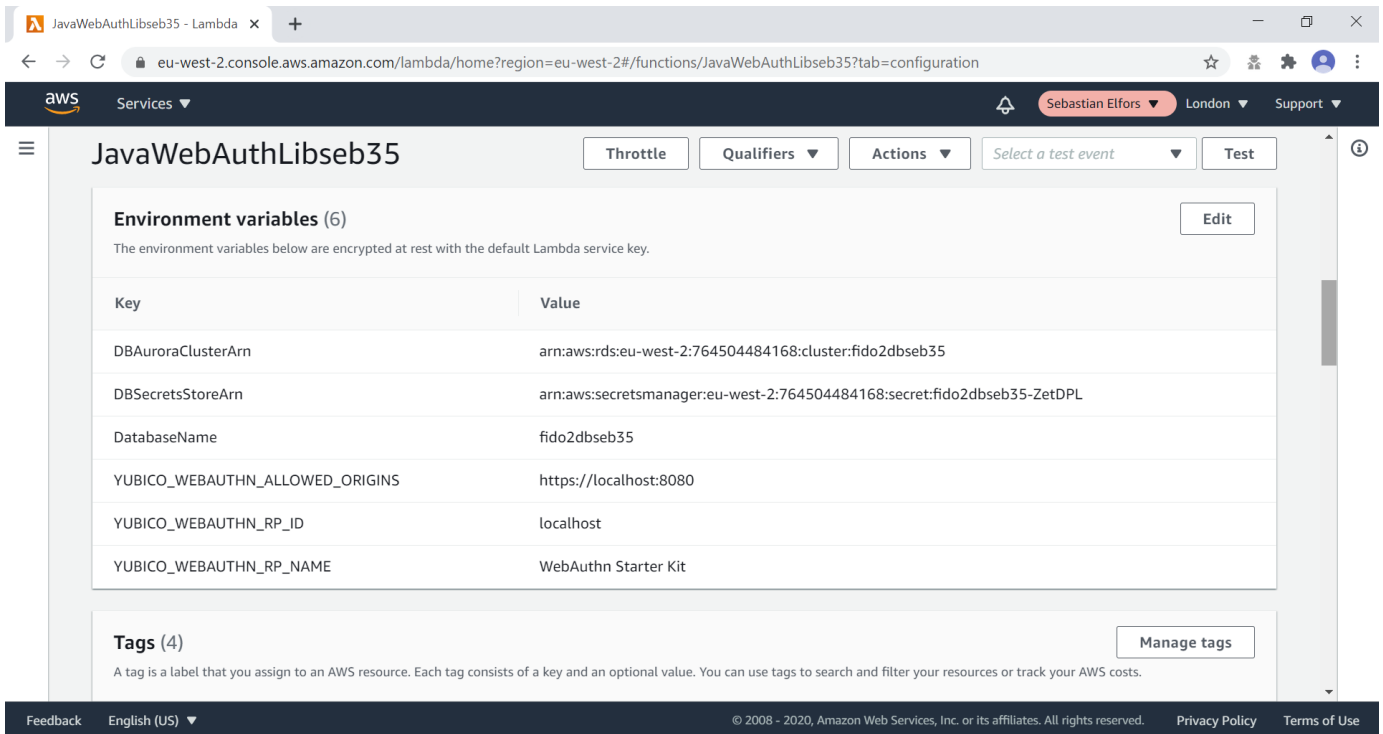 JavaWebAuthLibseb35 - Lambda
eu-west-2.console.aws.amazon.com/lambda/home?region=eu-west-2#/functions/JavaWebAuthLibseb35?tab=configuration
aws Services ▼ Sebastian Elfors ▼ London ▼ Support ▼
JavaWebAuthLibseb35 Throttle Qualifiers ▼ Actions ▼ Select a test event ▼ Test
Environment variables (6) Edit
The environment variables below are encrypted at rest with the default Lambda service key.
Key Value
DBAuroraClusterArn arn:aws:rds:eu-west-2:764504484168:cluster:fido2dbseb35
DBSecretsStoreArn arn:aws:secretsmanager:eu-west-2:764504484168:secret:fido2dbseb35-ZetDPL
DatabaseName fido2dbseb35
YUBICO_WEBAUTHN_ALLOWED_ORIGINS https://localhost:8080
YUBICO_WEBAUTHN_RP_ID localhost
YUBICO_WEBAUTHN_RP_NAME WebAuthn Starter Kit
Tags (4) Manage tags
A tag is a label that you assign to an AWS resource. Each tag consists of a key and an optional value. You can use tags to search and filter your resources or track your AWS costs.
Feedback English (US) ▼ © 2008 - 2020, Amazon Web Services, Inc. or its affiliates. All rights reserved. Privacy Policy Terms of Use